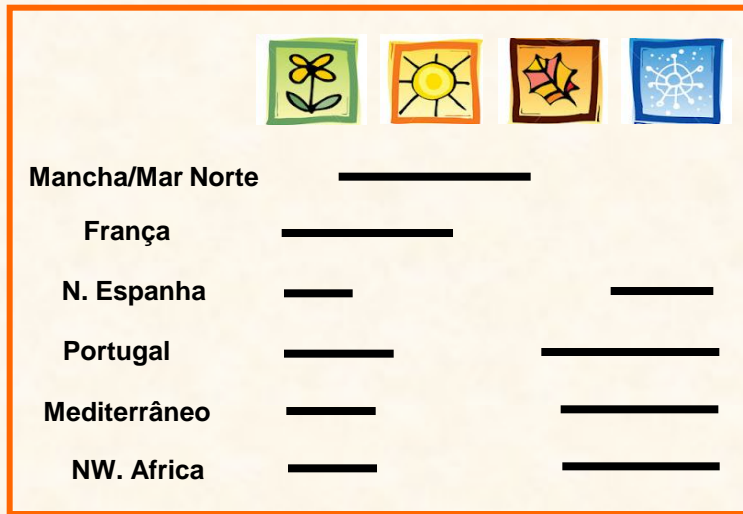 Mancha/Mar Norte
França
N. Espanha
Portugal
Mediterrâneo
NW. Africa